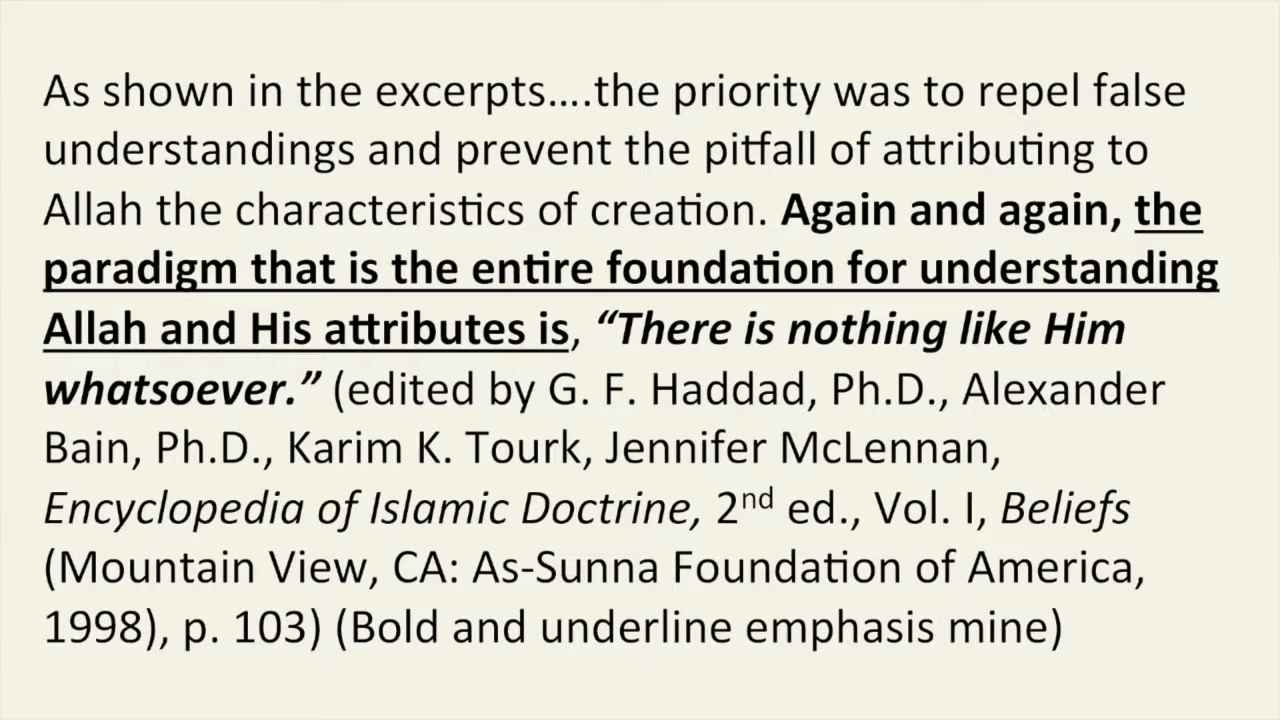 As shown in the excerpts….the priority was to repel false
understandings and prevent the pitfall of attributing to
Allah the characteristics of creation. Again and again, the
paradigm that is the entire foundation for understanding
Allah and His attributes is, “There is nothing like Him
whatsoever.” (edited by G. F. Haddad, Ph.D., Alexander
Bain, Ph.D., Karim K. Tourk, Jennifer McLennan,
Encyclopedia of Islamic Doctrine, 2nd ed., Vol. I, Beliefs
(Mountain View, CA: As-Sunna Foundation of America,
1998), p. 103) (Bold and underline emphasis mine)